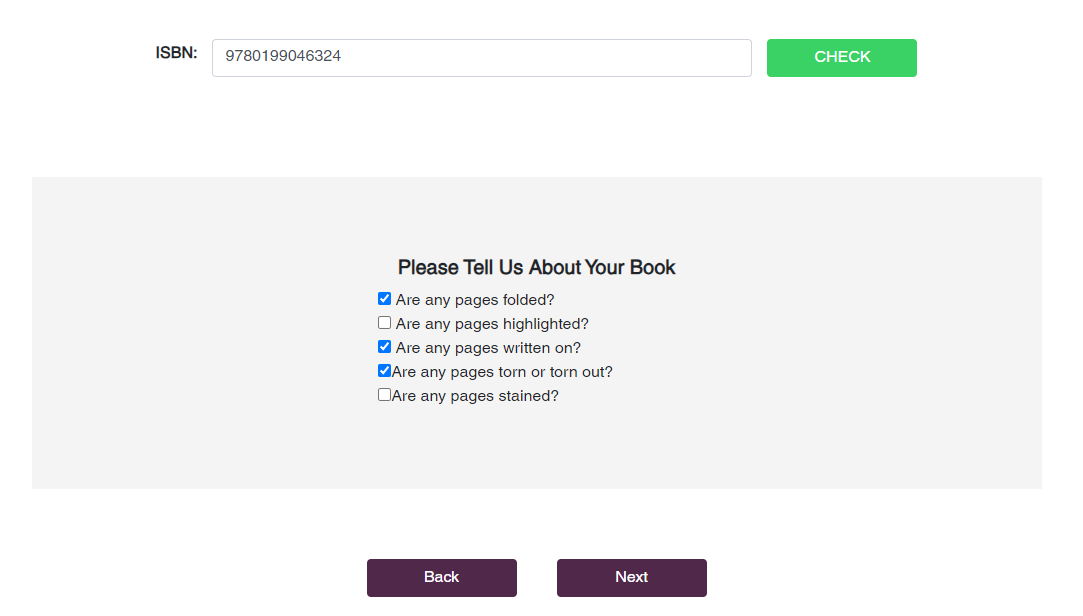 ISBN: 9780199046324 CHECK
Please Tell Us About Your Book
Are any pages folded?
Are any pages highlighted?
Are any pages written on?
Are any pages torn or torn out?
Are any pages stained?
Back Next